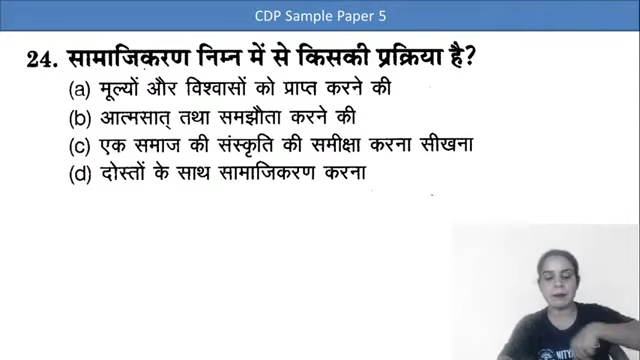 CDP Sample Paper 5
24. सामाजिकरण निम्न में से किसकी प्रक्रिया है?
(a) मूल्यों और विश्वासों को प्राप्त करने की
(b) आत्मसात् तथा समझौता करने की
(c) एक समाज की संस्कृति की समीक्षा करना सीखना
(d) दोस्तों के साथ सामाजिकरण करना